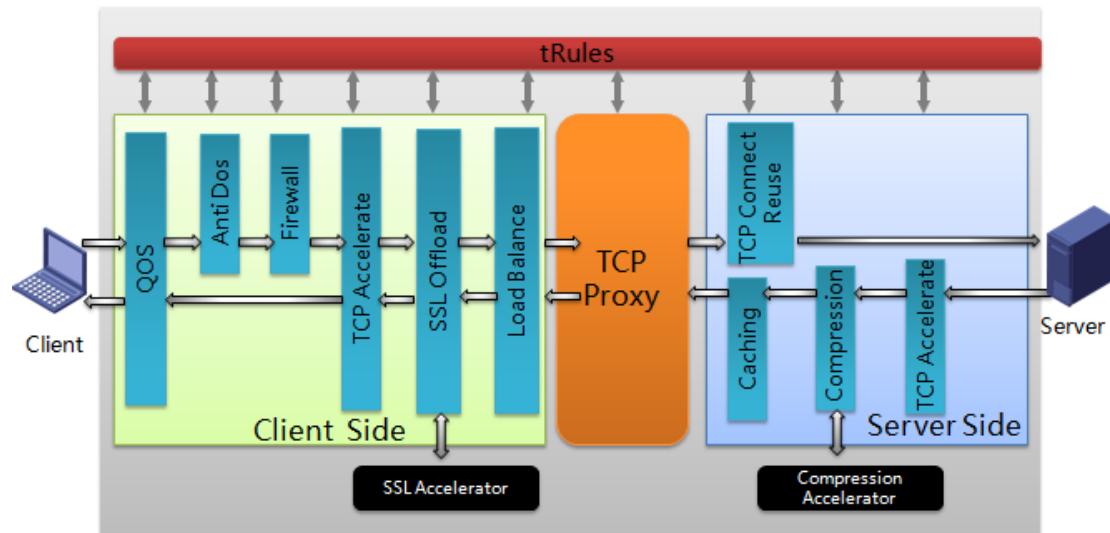 tRules
QOS
Anti Dos
Firewall
TCP Accelerate
SSL Offload
Load Balance
TCP
Proxy
TCP Connect
Reuse
Caching
Compression
TCP Accelerate
Client
Server
Client Side
Server Side
SSL Accelerator
Compression
Accelerator